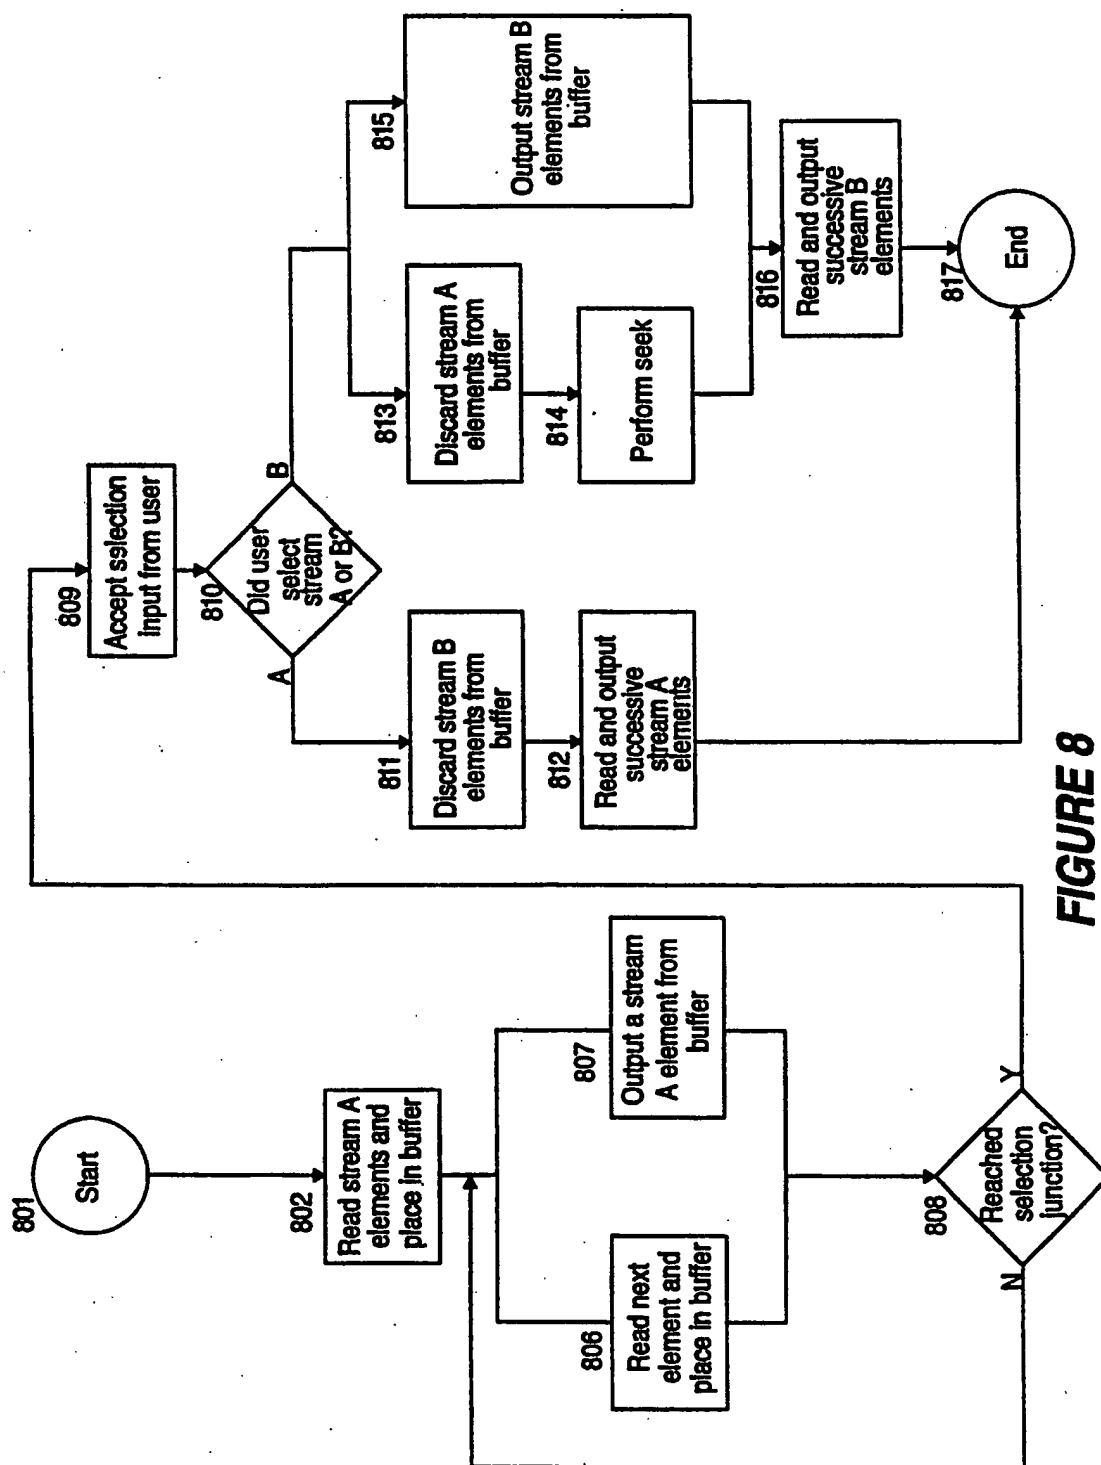 801
Start
802
Read stream A
elements and
place in buffer
806
Read next
element and
place in buffer
807
Output a stream
A element from
buffer
808
Reached
selection
junction?
N
Y
809
Accept selection
input from user
810
Did user
select
stream
A or B?
A
B
811
Discard stream B
elements from
buffer
812
Read and output
successive
stream A
elements
813
Discard stream A
elements from
buffer
814
Perform seek
815
Output stream B
elements from
buffer
816
Read and output
successive
stream B
elements
817
End
FIGURE 8